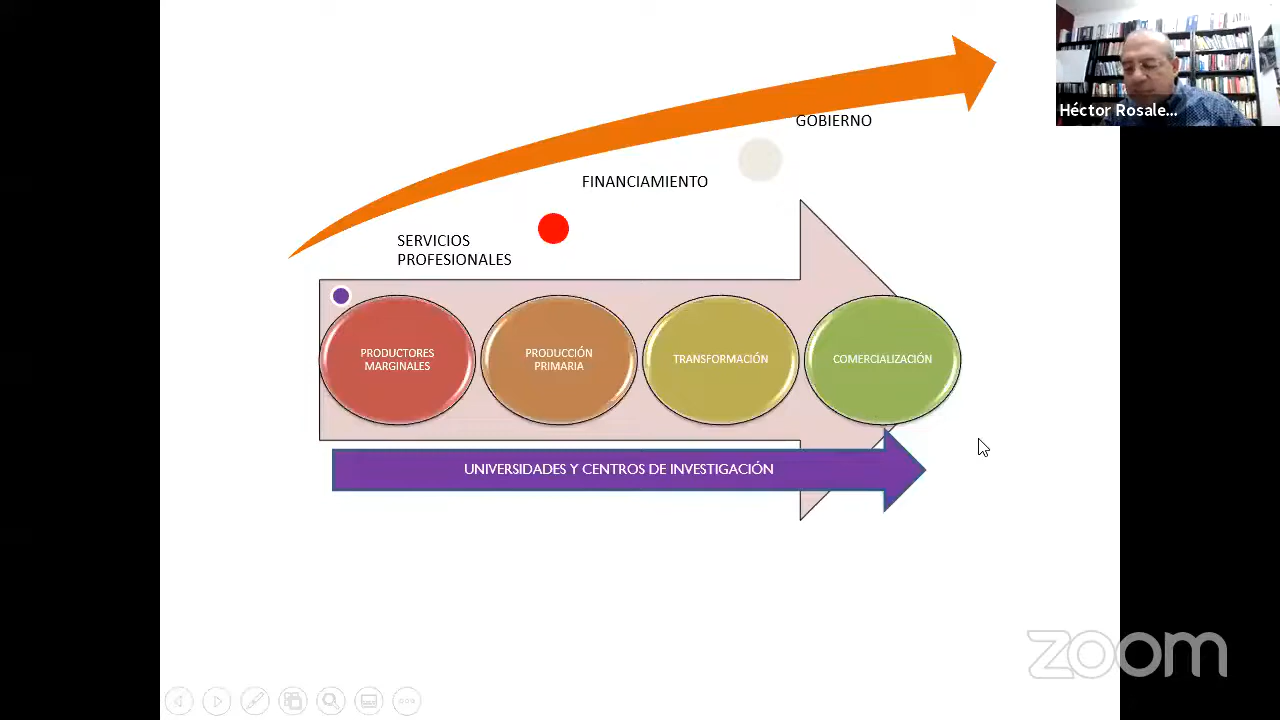 Héctor Rosale...
GOBIERNO
FINANCIAMIENTO
SERVICIOS
PROFESIONALES
PRODUCTORES
MARGINALES
PRODUCCIÓN
PRIMARIA
TRANSFORMACIÓN
COMERCIALIZACIÓN
UNIVERSIDADES Y CENTROS DE INVESTIGACIÓN
zoom